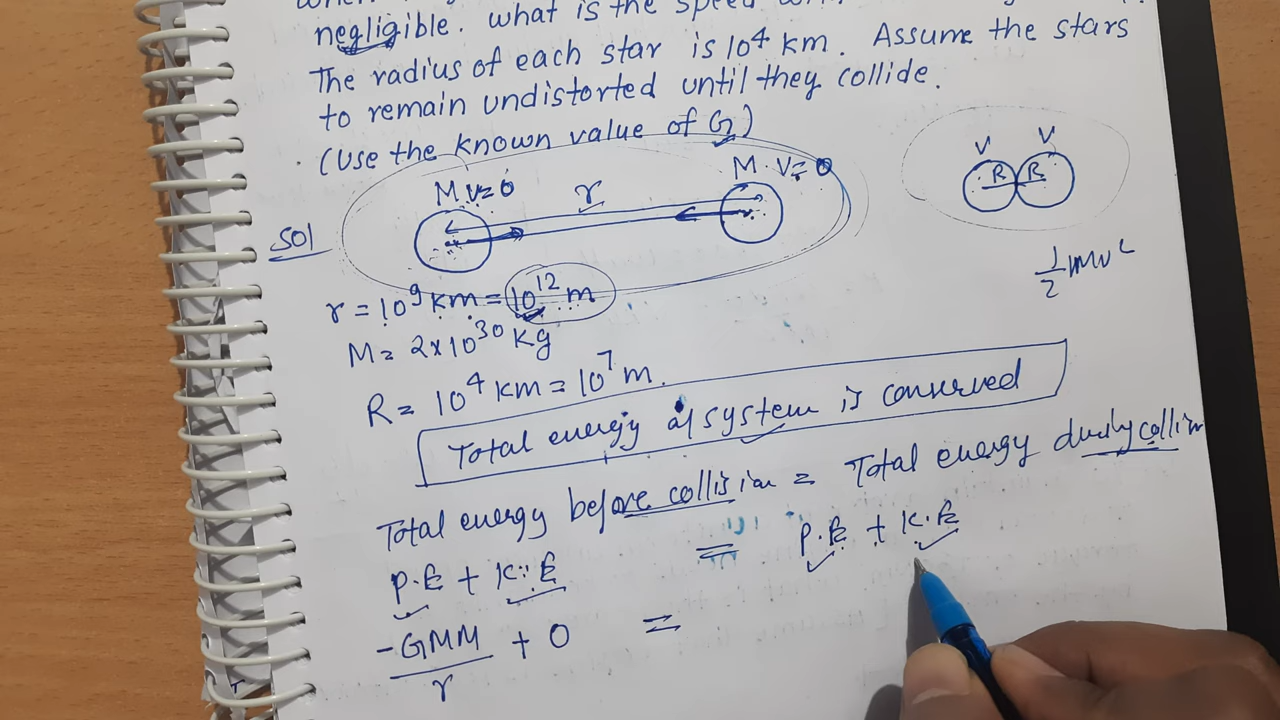 negligible. what is the speed
The radius of each star is 10⁴ km. Assume the stars
to remain undistorted until they collide.
(Use the known value of G)
M V=0 r M. V=0
V V
R R
Sol
½mv²
r = 10⁹ km = 10¹² m
M = 2×10³⁰ kg
R = 10⁴ km = 10⁷ m.
Total energy of system is conserved
Total energy before collision = Total energy during collision
P.E + K.E = P.E + K.E
-GMM/r + 0 =